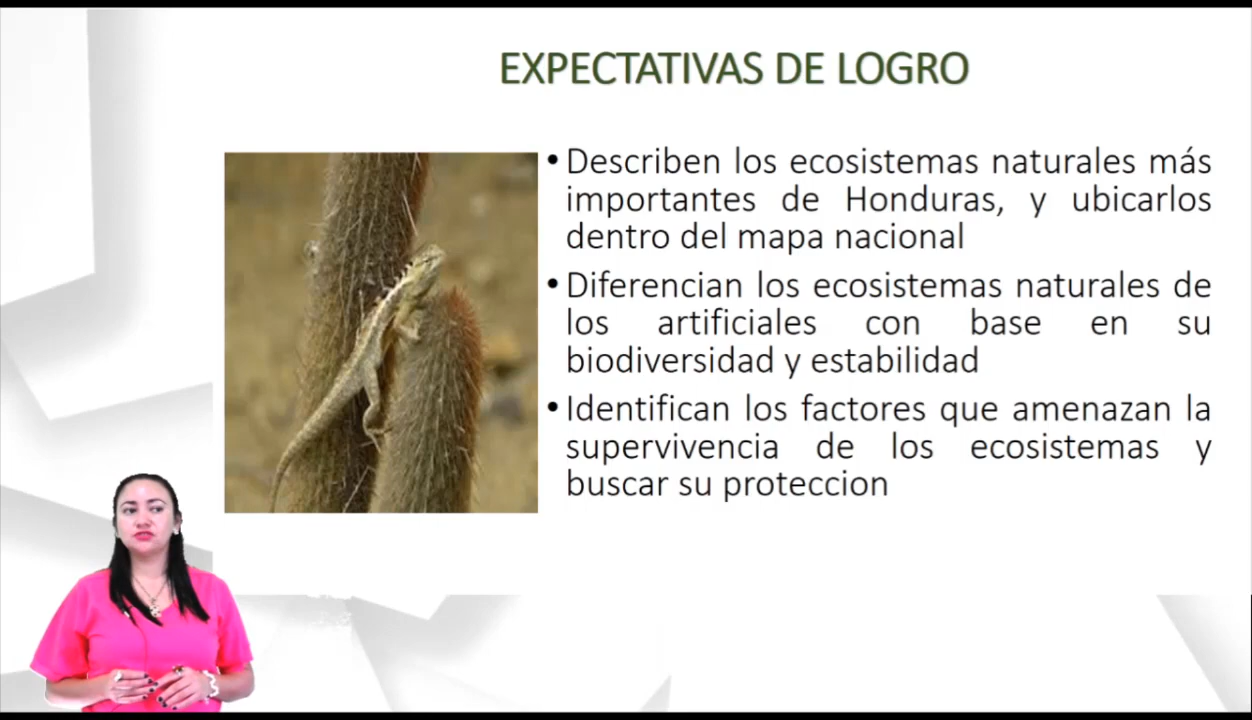 EXPECTATIVAS DE LOGRO
• Describen los ecosistemas naturales más
importantes de Honduras, y ubicarlos
dentro del mapa nacional
• Diferencian los ecosistemas naturales de
los artificiales con base en su
biodiversidad y estabilidad
• Identifican los factores que amenazan la
supervivencia de los ecosistemas y
buscar su proteccion